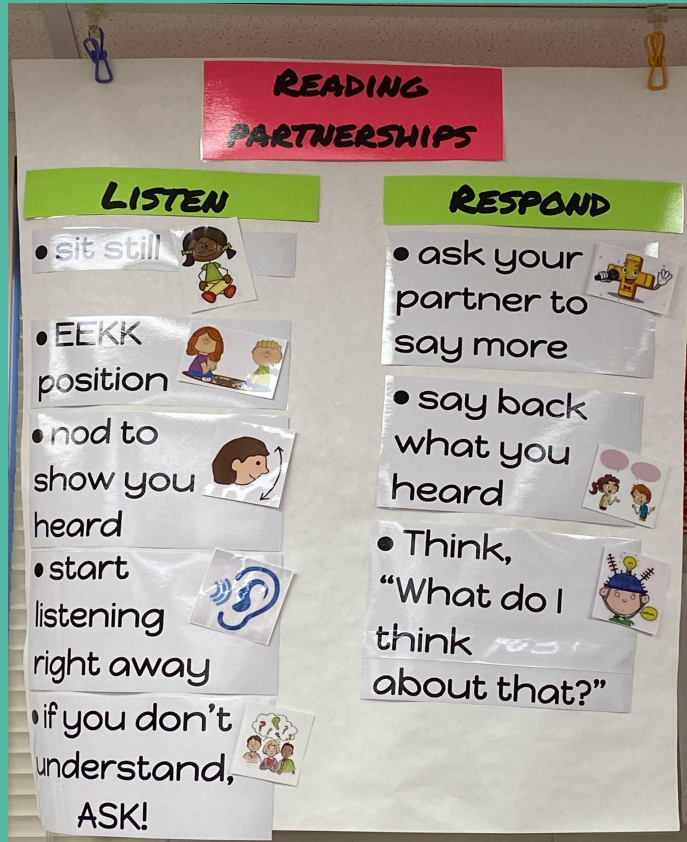 READING
PARTNERSHIPS
LISTEN
• sit still
• EEKK
position
• nod to
show you
heard
• start
listening
right away
• if you don't
understand,
ASK!
RESPOND
• ask your
partner to
say more
• say back
what you
heard
• Think,
“What do I
think
about that?”